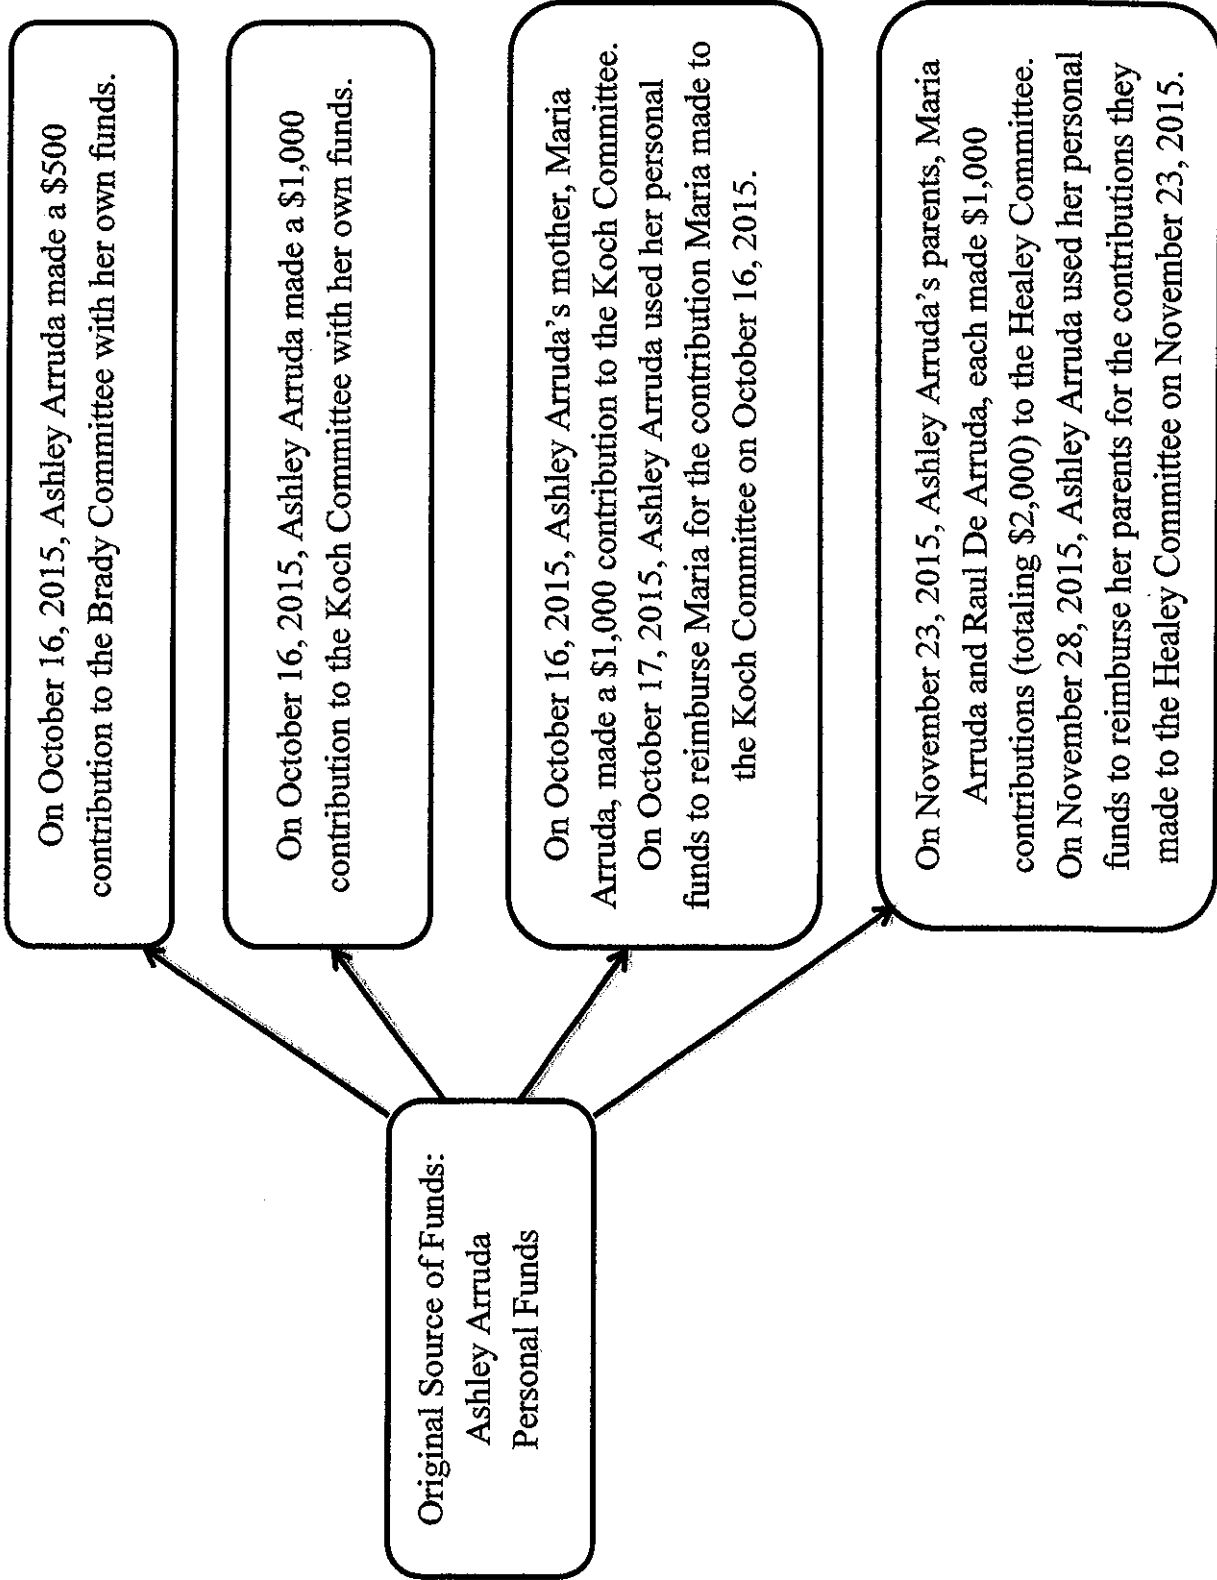 Original Source of Funds:
Ashley Arruda
Personal Funds
On October 16, 2015, Ashley Arruda made a $500
contribution to the Brady Committee with her own funds.
On October 16, 2015, Ashley Arruda made a $1,000
contribution to the Koch Committee with her own funds.
On October 16, 2015, Ashley Arruda's mother, Maria
Arruda, made a $1,000 contribution to the Koch Committee.
On October 17, 2015, Ashley Arruda used her personal
funds to reimburse Maria for the contribution Maria made to
the Koch Committee on October 16, 2015.
On November 23, 2015, Ashley Arruda's parents, Maria
Arruda and Raul De Arruda, each made $1,000
contributions (totaling $2,000) to the Healey Committee.
On November 28, 2015, Ashley Arruda used her personal
funds to reimburse her parents for the contributions they
made to the Healey Committee on November 23, 2015.